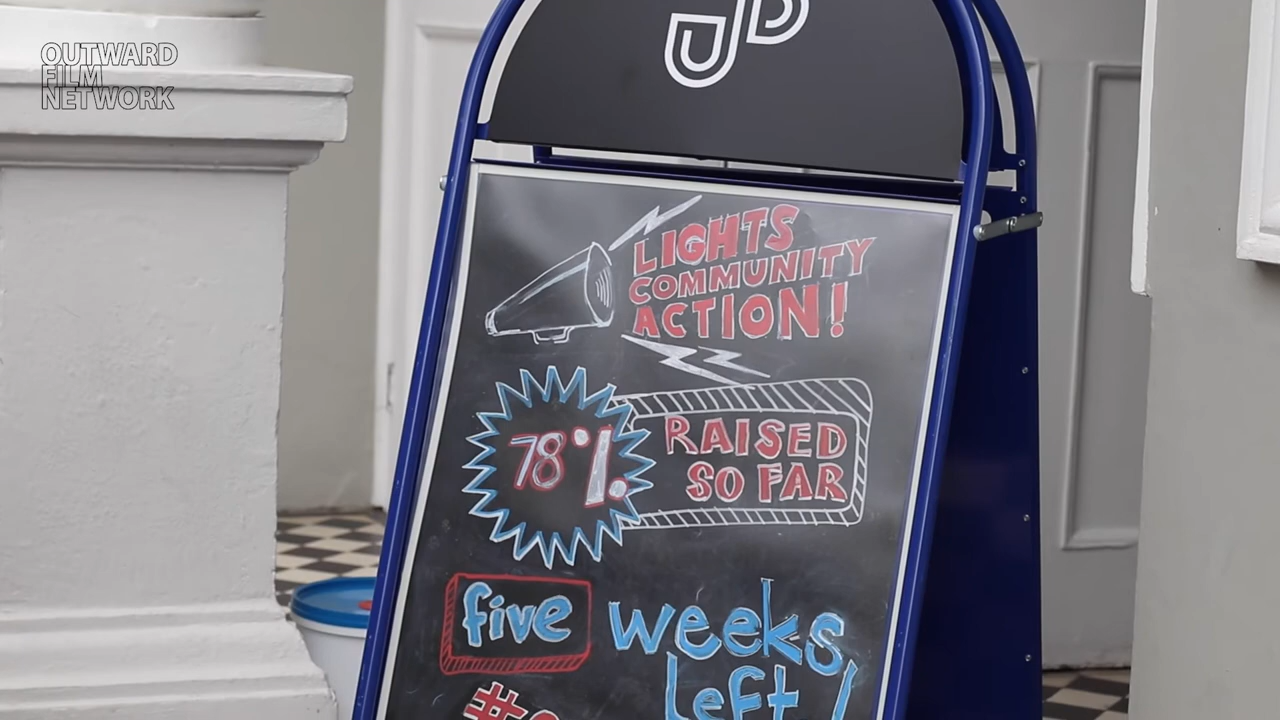 OUTWARD
FILM
NETWORK
LIGHTS
COMMUNITY
ACTION!
78%
RAISED
SO FAR
five weeks
left!
#